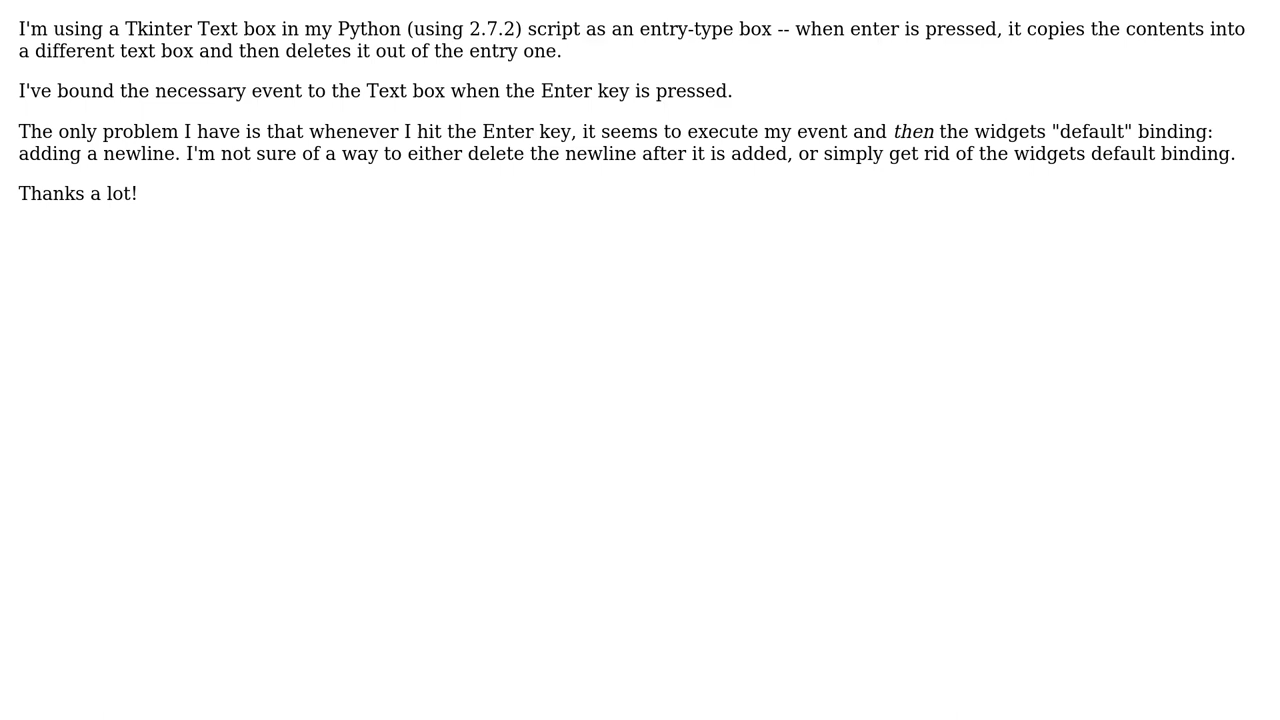 I'm using a Tkinter Text box in my Python (using 2.7.2) script as an entry-type box -- when enter is pressed, it copies the contents into
a different text box and then deletes it out of the entry one.
I've bound the necessary event to the Text box when the Enter key is pressed.
The only problem I have is that whenever I hit the Enter key, it seems to execute my event and then the widgets "default" binding:
adding a newline. I'm not sure of a way to either delete the newline after it is added, or simply get rid of the widgets default binding.
Thanks a lot!